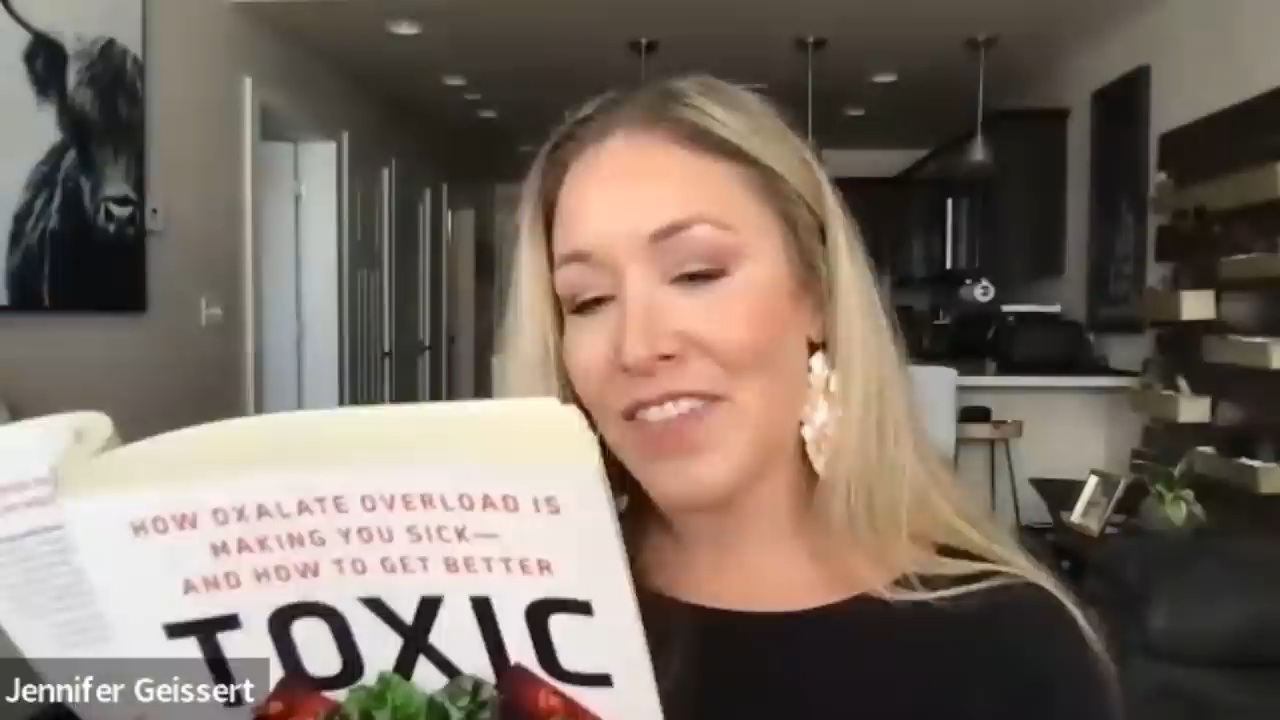 HOW OXALATE OVERLOAD IS
MAKING YOU SICK—
AND HOW TO GET BETTER
TOXIC
Jennifer Geissert